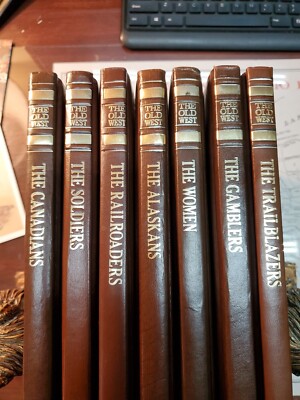 THE
OLD
WEST
THE CANADIANS
THE
OLD
WEST
THE SOLDIERS
THE
OLD
WEST
THE RAILROADERS
THE
OLD
WEST
THE ALASKANS
THE
OLD
WEST
THE WOMEN
THE
OLD
WEST
THE GAMBLERS
THE
OLD
WEST
THE TRAILBLAZERS